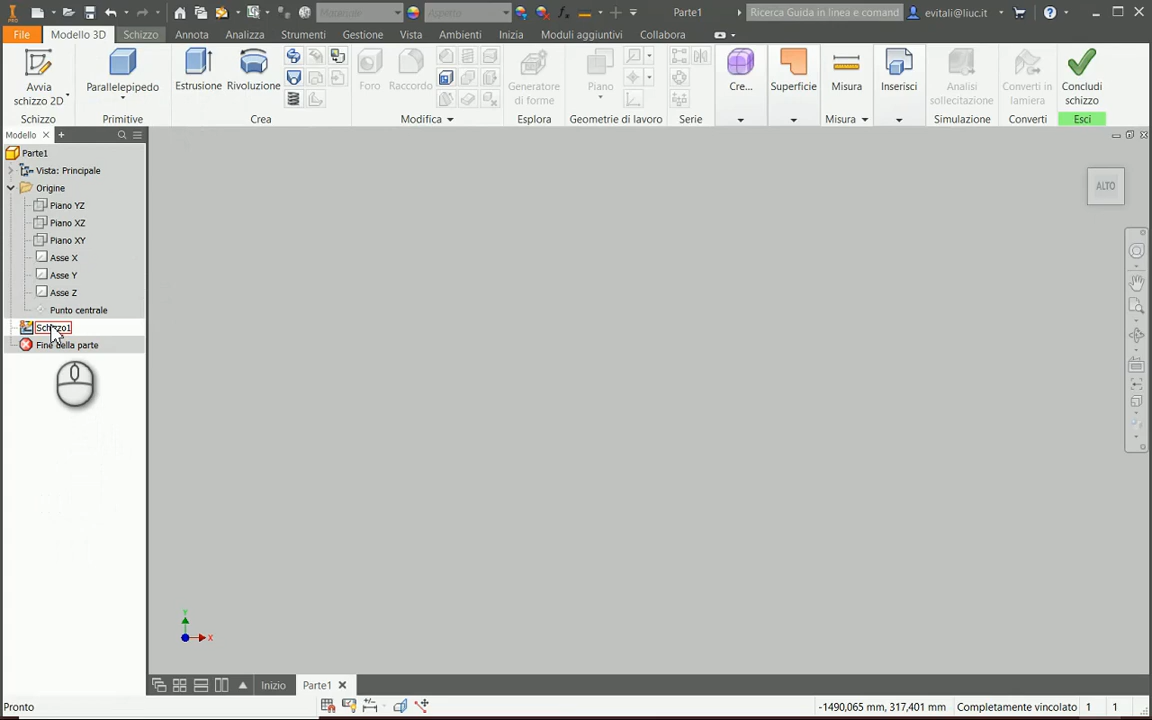 PRO
Materiale
Aspetto
Parte1
Ricerca Guida in linea e comand
evitali@liuc.it
File Modello 3D Schizzo Annota Analizza Strumenti Gestione Vista Ambienti Inizia Moduli aggiuntivi Collabora
Avvia
schizzo 2D
Parallelepipedo
Estrusione
Rivoluzione
Foro
Raccordo
Generatore
di forme
Piano
Cre...
Superficie
Misura
Inserisci
Analisi
sollecitazione
Converti in
lamiera
Concludi
schizzo
Schizzo Primitive Crea Modifica Esplora Geometrie di lavoro Serie Misura Simulazione Converti Esci
Modello
Parte1
Vista: Principale
Origine
Piano YZ
Piano XZ
Piano XY
Asse X
Asse Y
Asse Z
Punto centrale
Schizzo1
Fine della parte
ALTO
Y
X
Inizio Parte1
Pronto
-1490,065 mm, 317,401 mm Completamente vincolato 1 1